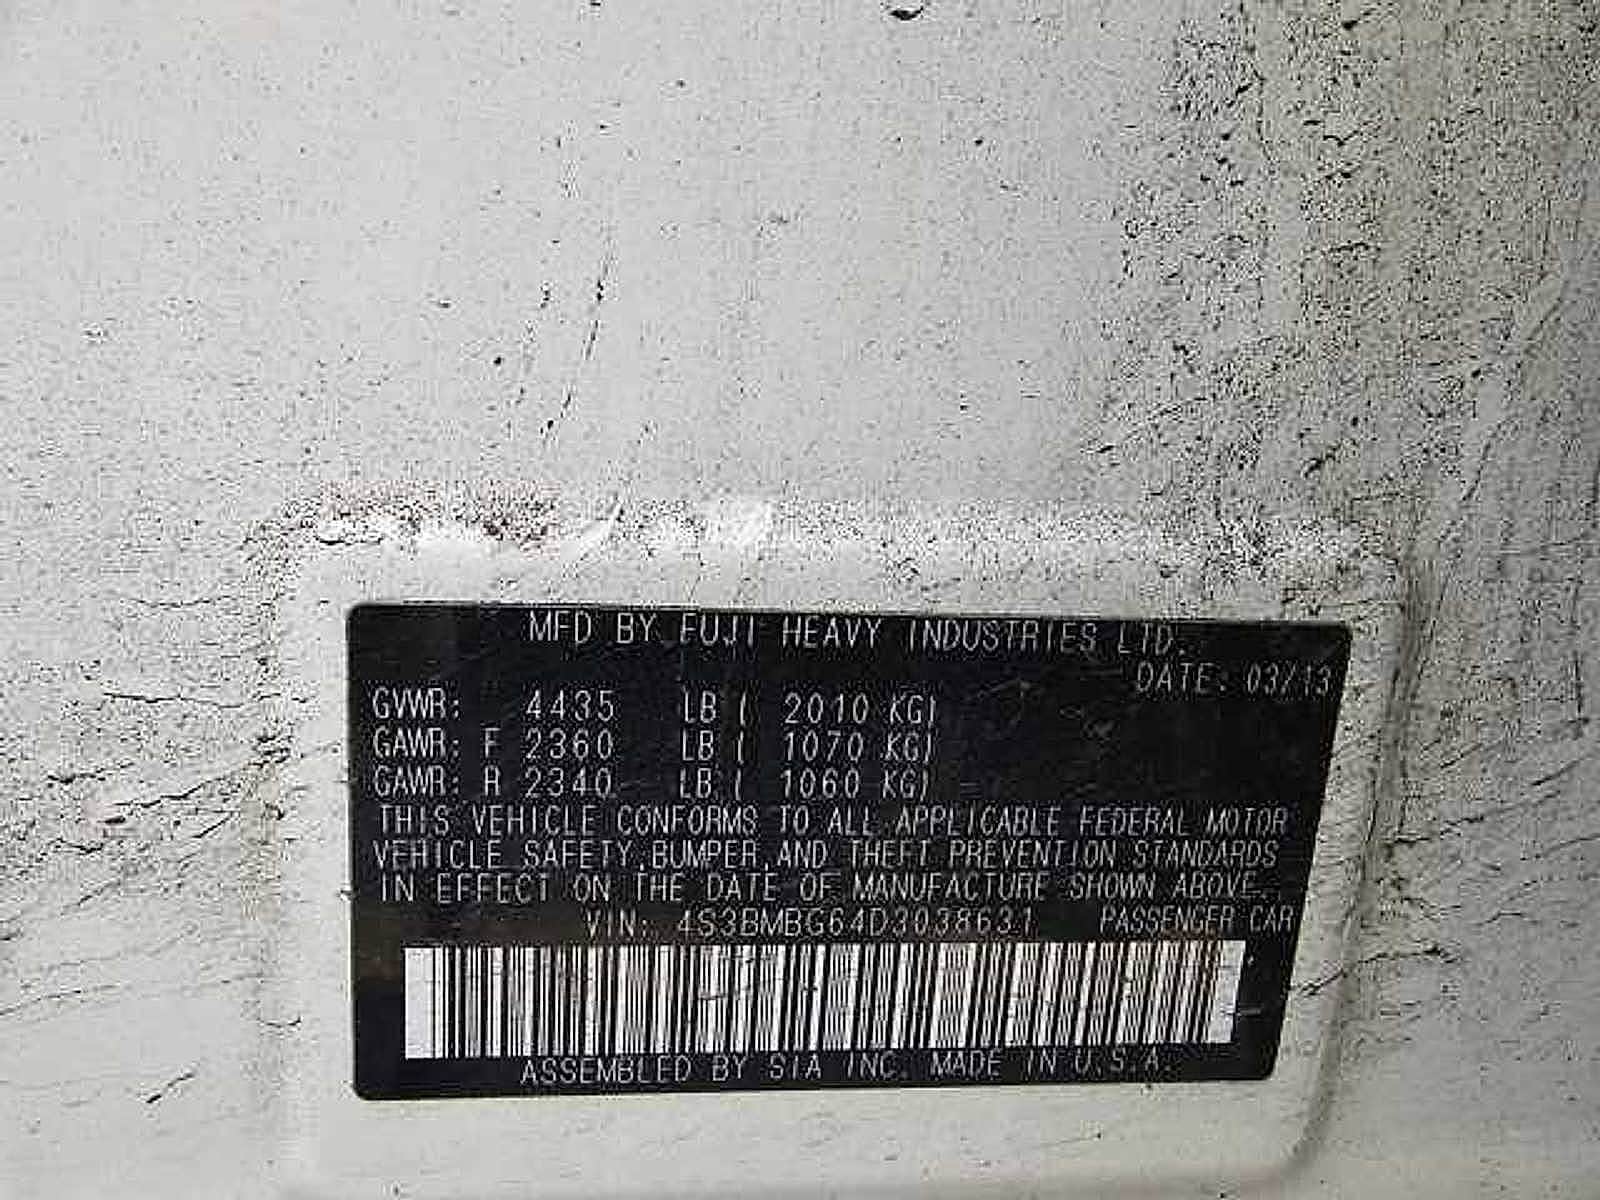 MFD BY FUJI HEAVY INDUSTRIES LTD.
DATE: 03/13
GVWR: 4435 LB ( 2010 KG)
GAWR: F 2360 LB ( 1070 KG)
GAWR: R 2340 LB ( 1060 KG)
THIS VEHICLE CONFORMS TO ALL APPLICABLE FEDERAL MOTOR
VEHICLE SAFETY,BUMPER,AND THEFT PREVENTION STANDARDS
IN EFFECT ON THE DATE OF MANUFACTURE SHOWN ABOVE.
VIN: 4S3BMBG64D3038631 PASSENGER CAR
ASSEMBLED BY SIA INC. MADE IN U.S.A.